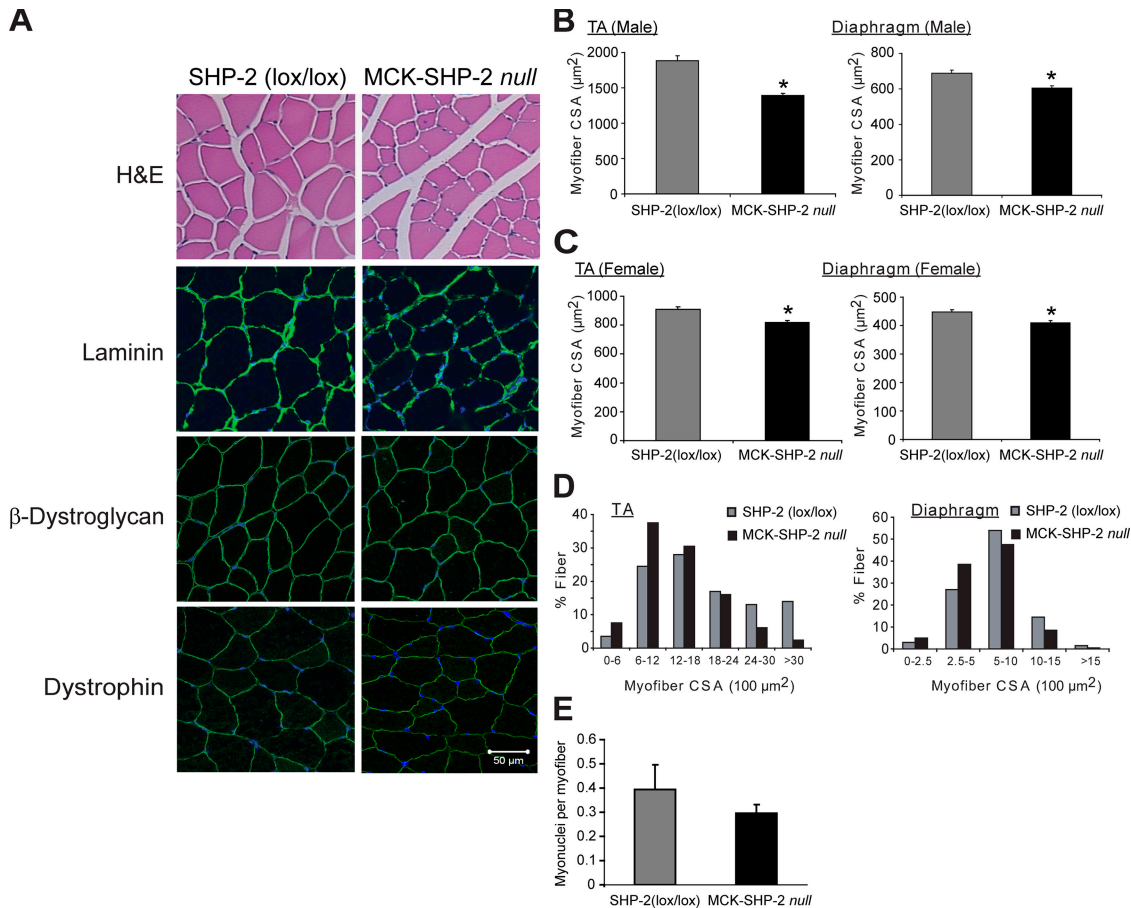 A
SHP-2 (lox/lox) MCK-SHP-2 null
H&E
Laminin
β-Dystroglycan
Dystrophin
50 µm
B
TA (Male)
Myofiber CSA (µm2)
2000
1500
1000
500
0
SHP-2(lox/lox) MCK-SHP-2 null
*
Diaphragm (Male)
Myofiber CSA (µm2)
800
600
400
200
0
SHP-2(lox/lox) MCK-SHP-2 null
*
C
TA (Female)
Myofiber CSA (µm2)
1000
800
600
400
200
0
SHP-2(lox/lox) MCK-SHP-2 null
*
Diaphragm (Female)
Myofiber CSA (µm2)
500
400
300
200
100
0
SHP-2(lox/lox) MCK-SHP-2 null
*
D
TA
SHP-2 (lox/lox)
MCK-SHP-2 null
% Fiber
40
30
20
10
0
0-6 6-12 12-18 18-24 24-30 >30
Myofiber CSA (100 µm2)
Diaphragm
SHP-2 (lox/lox)
MCK-SHP-2 null
% Fiber
60
50
40
30
20
10
0
0-2.5 2.5-5 5-10 10-15 >15
Myofiber CSA (100 µm2)
E
Myonuclei per myofiber
0.6
0.5
0.4
0.3
0.2
0.1
0
SHP-2(lox/lox) MCK-SHP-2 null